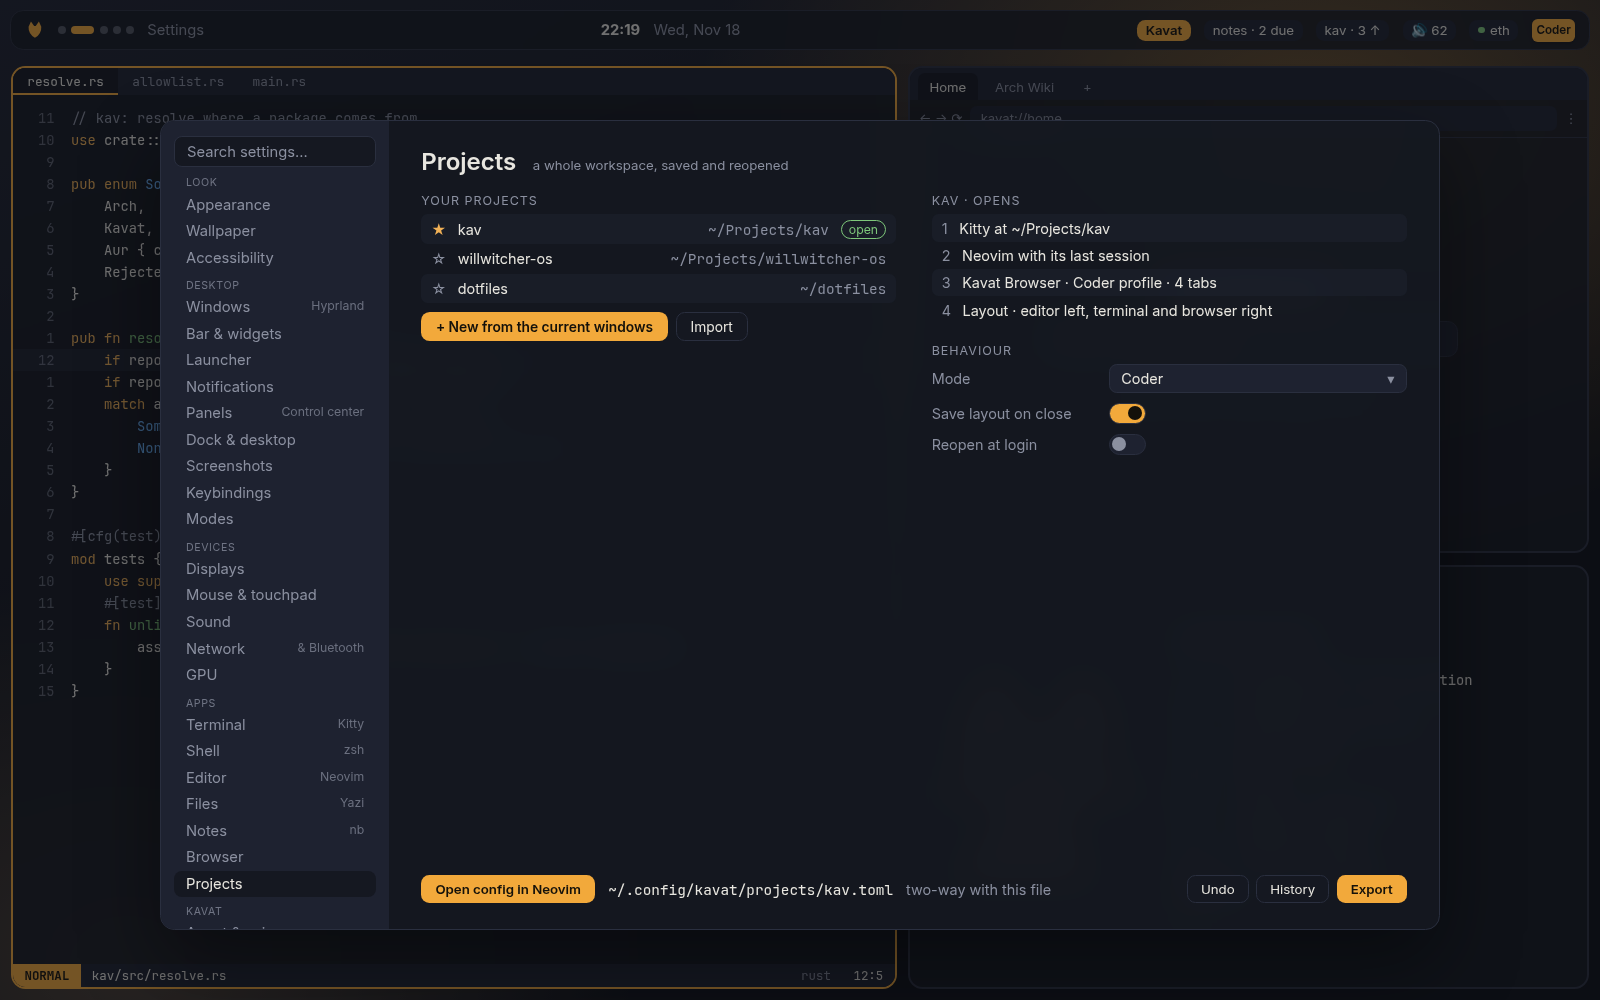 Settings
22:19 Wed, Nov 18
Kavat notes · 2 due kav · 3 ↑ 🔊 62 eth Coder
resolve.rs allowlist.rs main.rs
11 // kav: resolve where a package comes from
10 use crate::
9
8 pub enum So
7 Arch,
6 Kavat,
5 Aur { c
4 Rejecte
3 }
2
1 pub fn reso
12 if repo
1 if repo
2 match a
3 Som
4 Non
5 }
6 }
7
8 #[cfg(test)
9 mod tests {
10 use sup
11 #[test]
12 fn unli
13 ass
14 }
15 }
NORMAL kav/src/resolve.rs rust 12:5
Home Arch Wiki +
← → ⟳ kavat://home ⋮
tion
Search settings...
LOOK
Appearance
Wallpaper
Accessibility
DESKTOP
Windows Hyprland
Bar & widgets
Launcher
Notifications
Panels Control center
Dock & desktop
Screenshots
Keybindings
Modes
DEVICES
Displays
Mouse & touchpad
Sound
Network & Bluetooth
GPU
APPS
Terminal Kitty
Shell zsh
Editor Neovim
Files Yazi
Notes nb
Browser
Projects
KAVAT
Projects a whole workspace, saved and reopened
YOUR PROJECTS
★ kav ~/Projects/kav open
☆ willwitcher-os ~/Projects/willwitcher-os
☆ dotfiles ~/dotfiles
+ New from the current windows Import
KAV · OPENS
1 Kitty at ~/Projects/kav
2 Neovim with its last session
3 Kavat Browser · Coder profile · 4 tabs
4 Layout · editor left, terminal and browser right
BEHAVIOUR
Mode Coder ▾
Save layout on close
Reopen at login
Open config in Neovim ~/.config/kavat/projects/kav.toml two-way with this file
Undo History Export